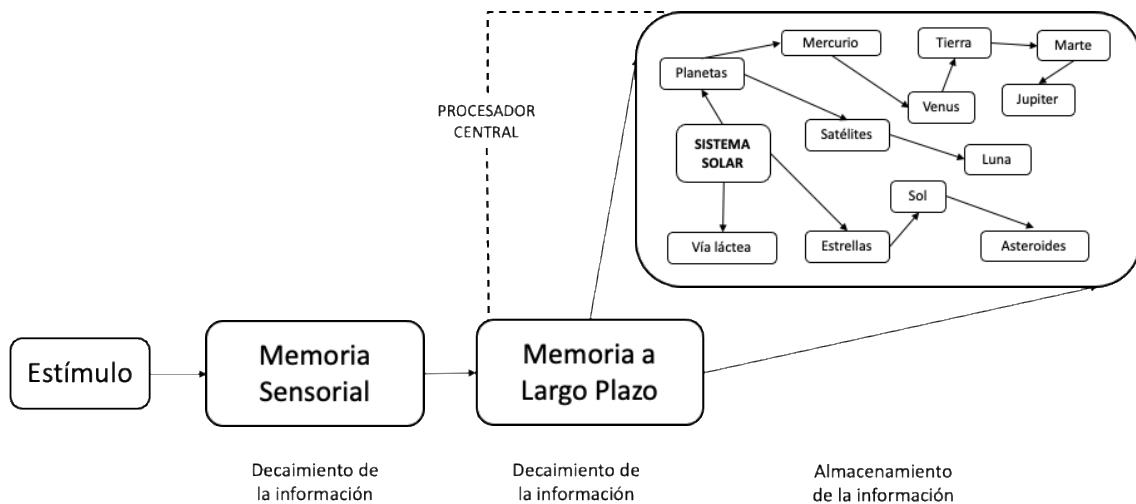 Mercurio
Tierra
Marte
Planetas
Venus
Jupiter
PROCESADOR
CENTRAL
Satélites
SISTEMA
SOLAR
Luna
Sol
Vía láctea
Estrellas
Asteroides
Estímulo
Memoria
Sensorial
Memoria a
Largo Plazo
Decaimiento de
la información
Decaimiento de
la información
Almacenamiento
de la información